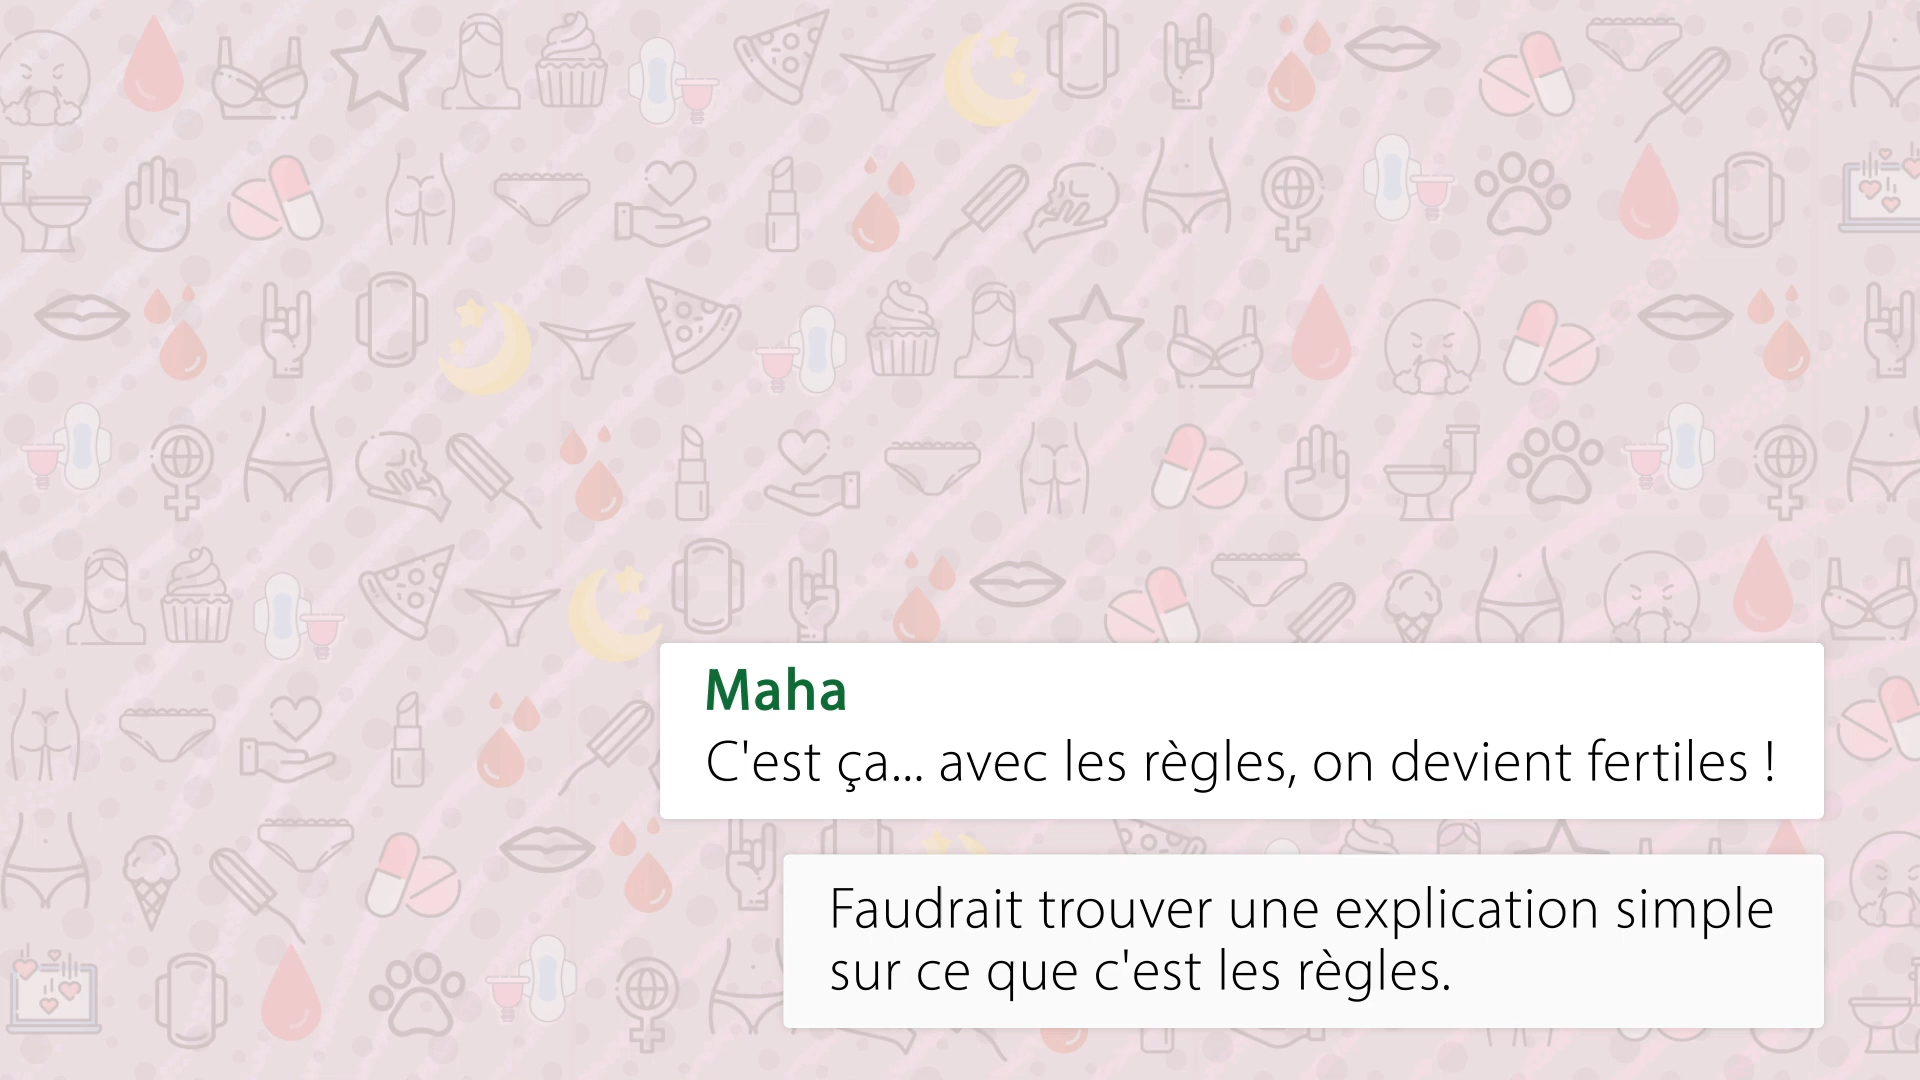 Maha
C'est ça... avec les règles, on devient fertiles !
Faudrait trouver une explication simple
sur ce que c'est les règles.